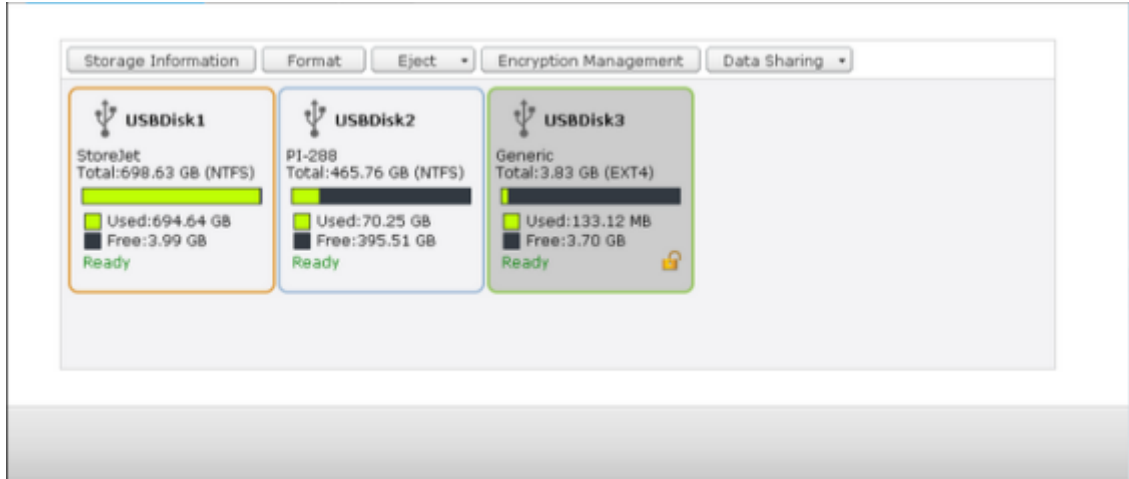 Storage Information Format Eject Encryption Management Data Sharing
USBDisk1
StoreJet
Total:698.63 GB (NTFS)
Used:694.64 GB
Free:3.99 GB
Ready
USBDisk2
PI-288
Total:465.76 GB (NTFS)
Used:70.25 GB
Free:395.51 GB
Ready
USBDisk3
Generic
Total:3.83 GB (EXT4)
Used:133.12 MB
Free:3.70 GB
Ready